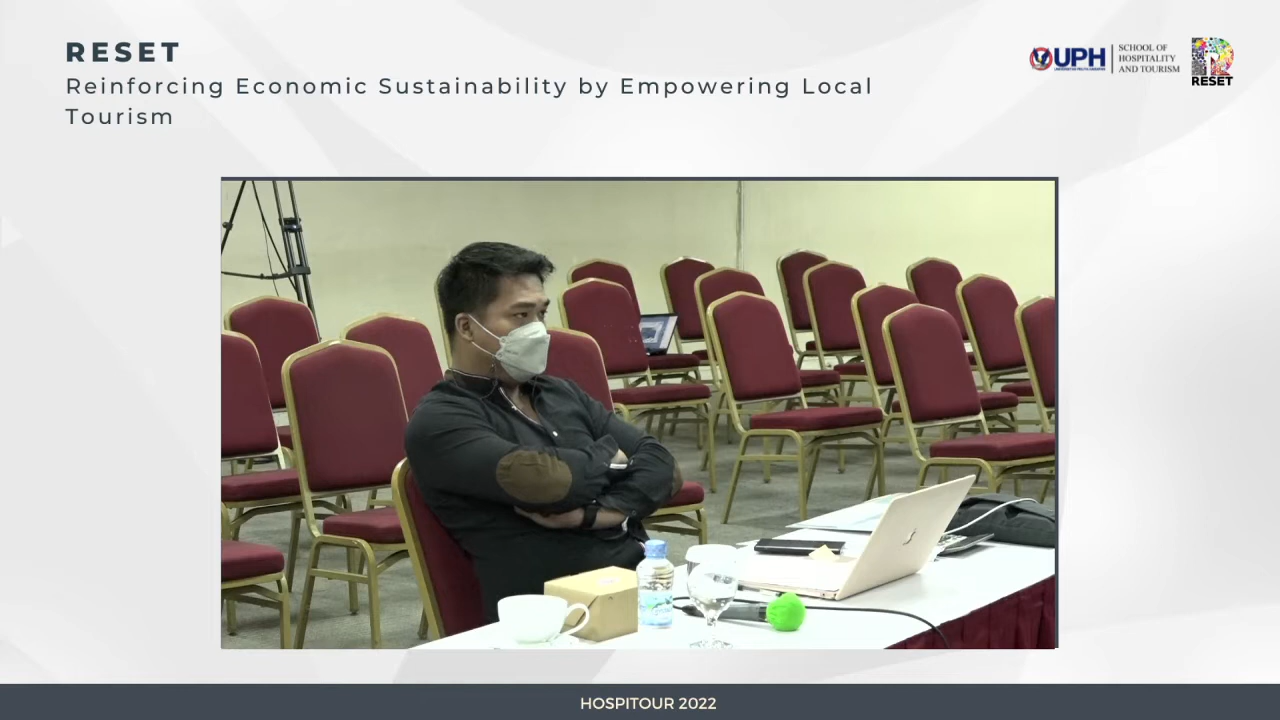 RESET
Reinforcing Economic Sustainability by Empowering Local
Tourism
UPH
SCHOOL OF
HOSPITALITY
AND TOURISM
RESET
HOSPITOUR 2022